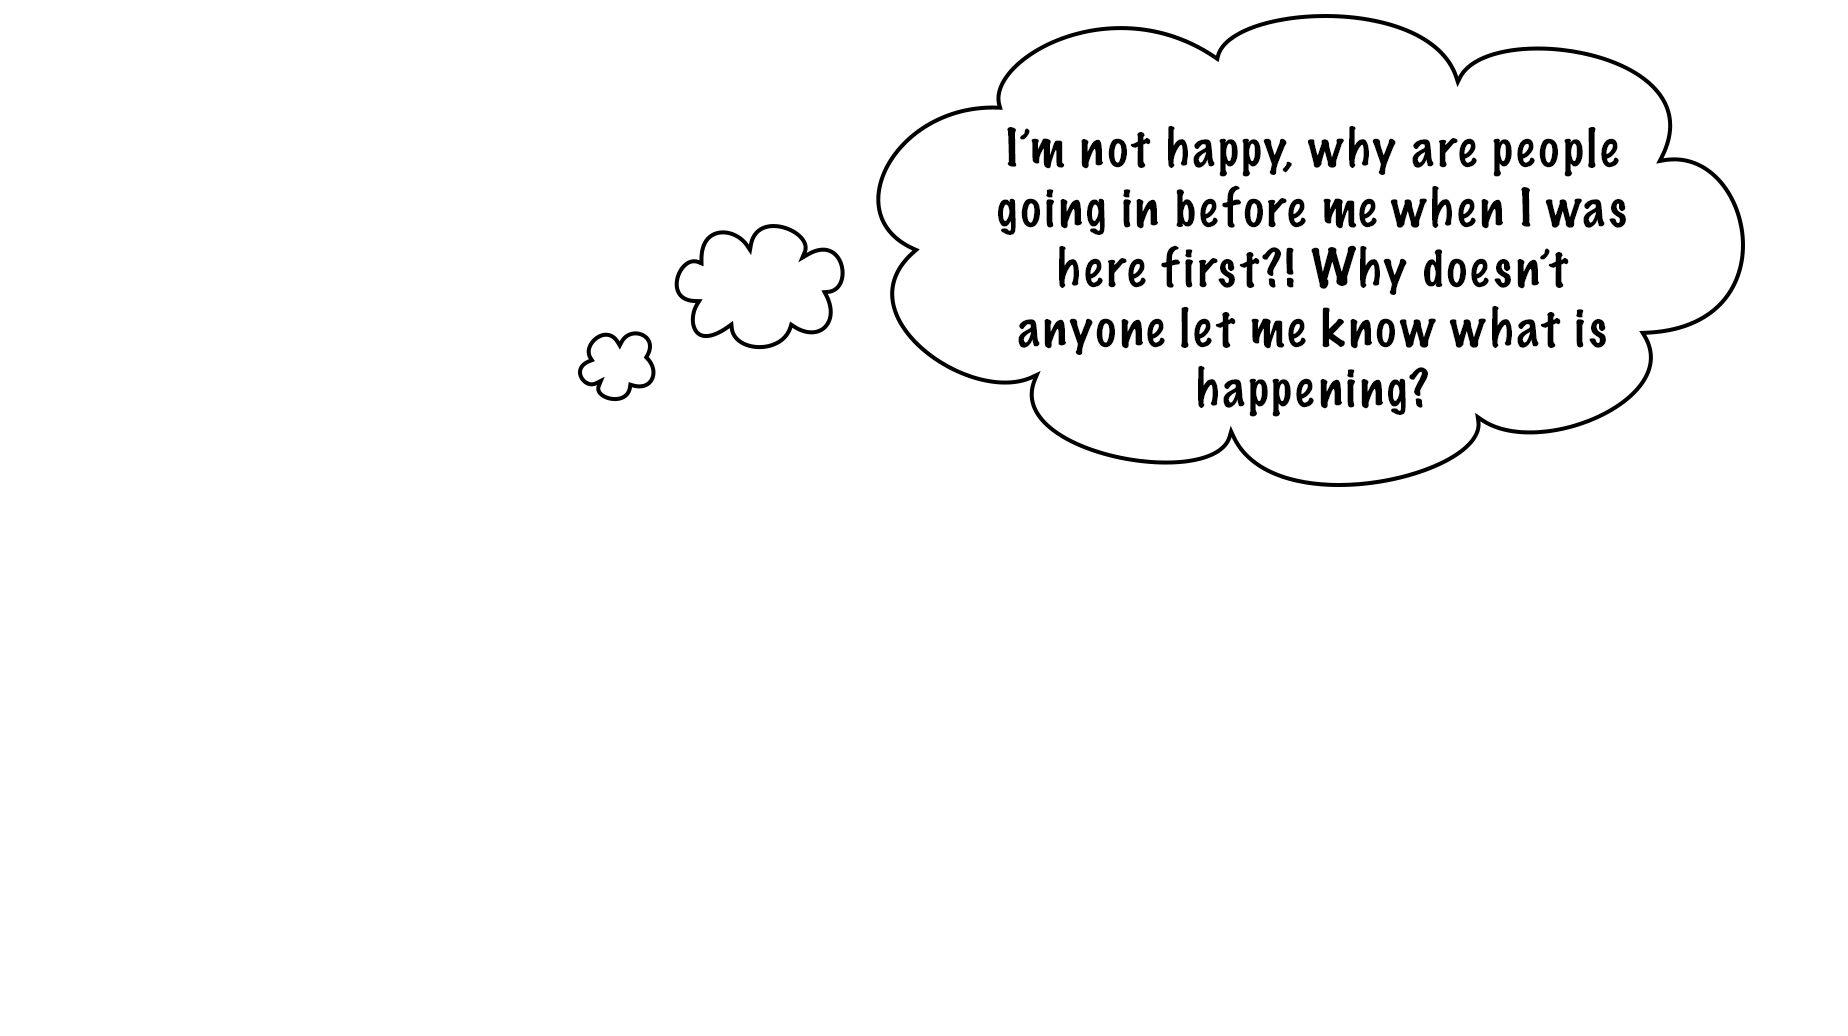 I’m not happy, why are people
going in before me when I was
here first?! Why doesn’t
anyone let me know what is
happening?